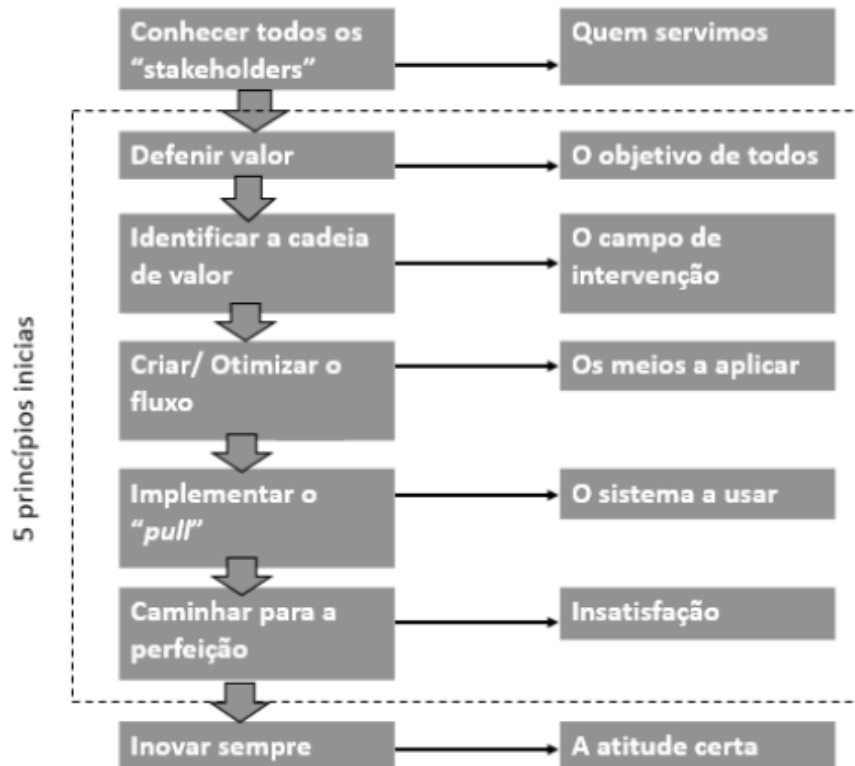 Conhecer todos os
“stakeholders”
Quem servimos
Defenir valor
O objetivo de todos
Identificar a cadeia
de valor
O campo de
intervenção
Criar/ Otimizar o
fluxo
Os meios a aplicar
Implementar o
“pull”
O sistema a usar
Caminhar para a
perfeição
Insatisfação
Inovar sempre
A atitude certa
5 princípios inicias